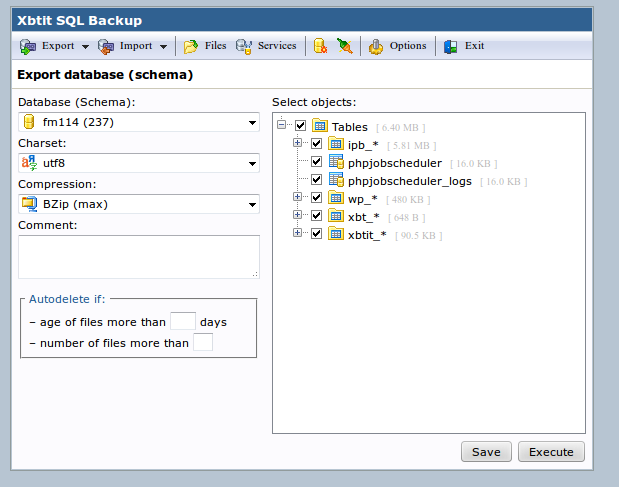 Xbtit SQL Backup
Export Import Files Services Options Exit
Export database (schema)
Database (Schema):
fm114 (237)
Charset:
utf8
Compression:
BZip (max)
Comment:
Autodelete if:
– age of files more than days
– number of files more than
Select objects:
Tables [ 6.40 MB ]
ipb_* [ 5.81 MB ]
phpjobscheduler [ 16.0 KB ]
phpjobscheduler_logs [ 16.0 KB ]
wp_* [ 480 KB ]
xbt_* [ 648 B ]
xbtit_* [ 90.5 KB ]
Save Execute